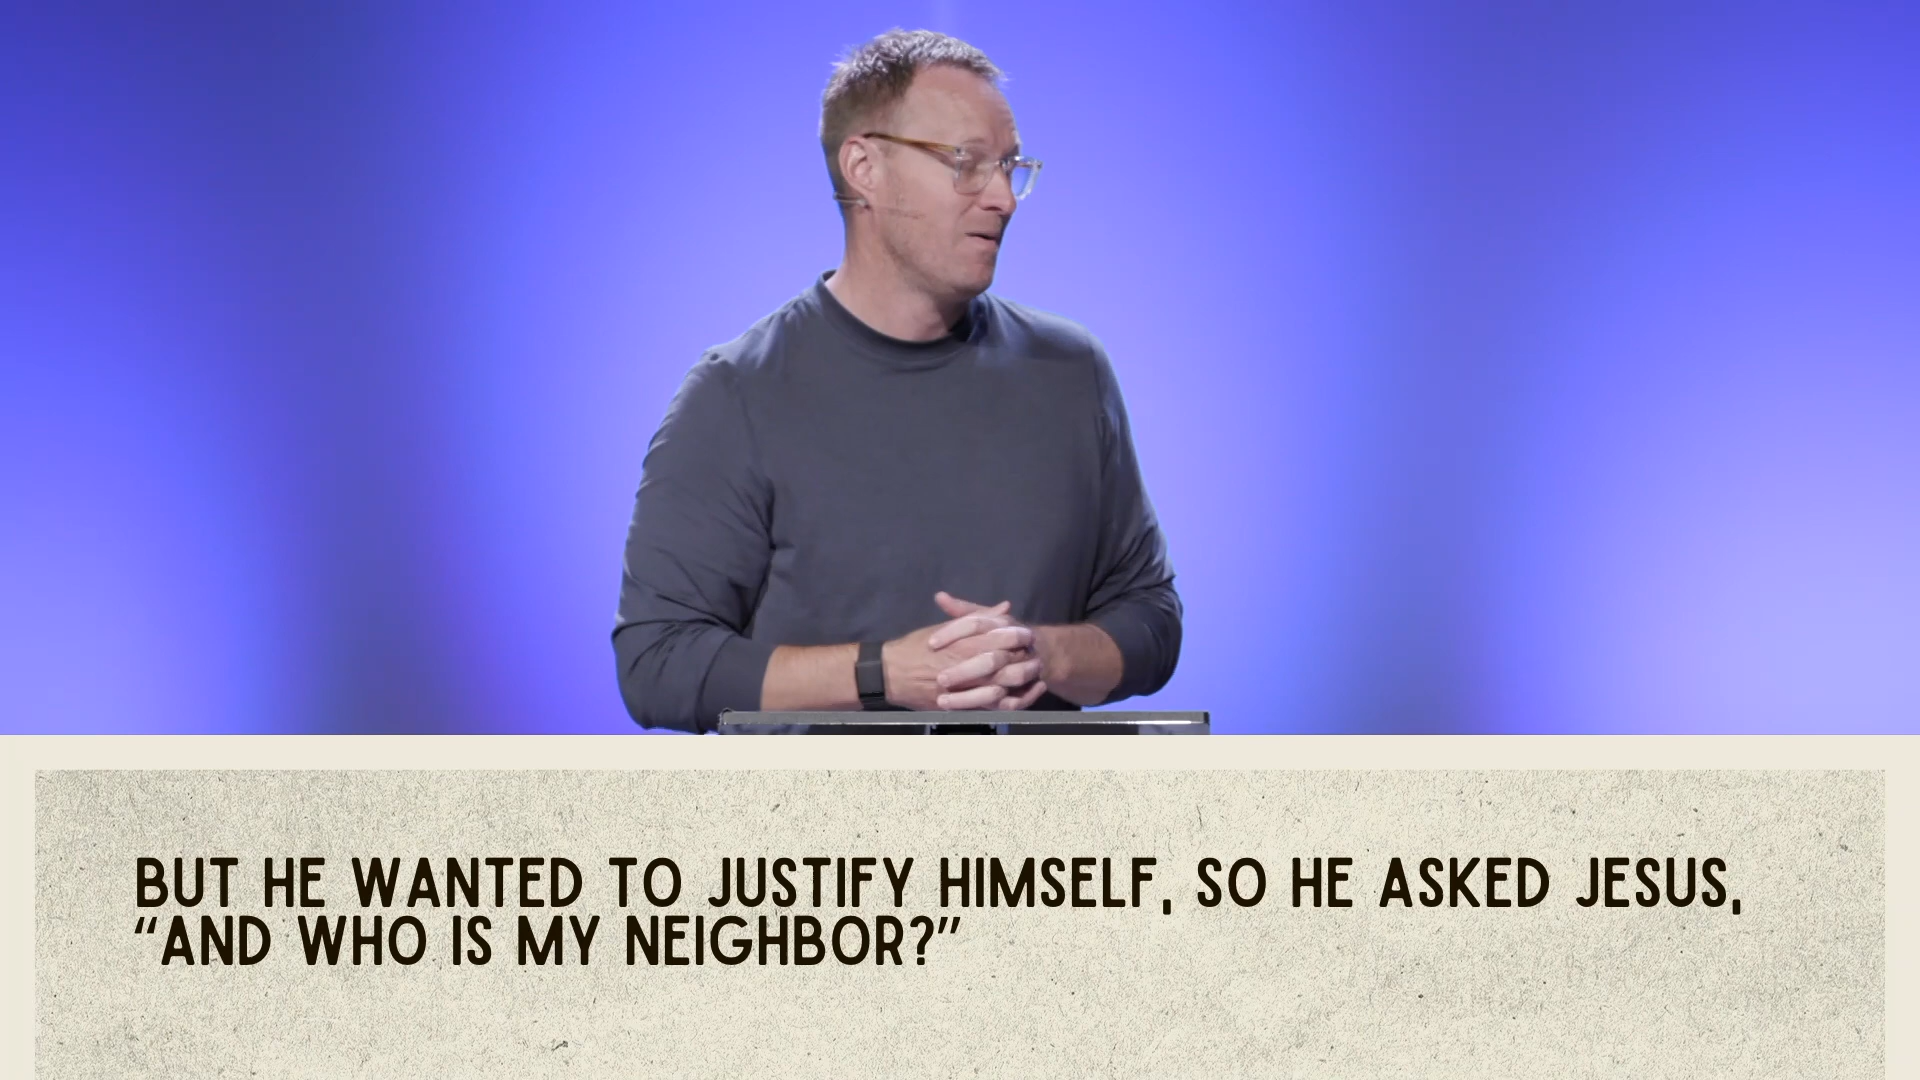 BUT HE WANTED TO JUSTIFY HIMSELF, SO HE ASKED JESUS,
“AND WHO IS MY NEIGHBOR?”